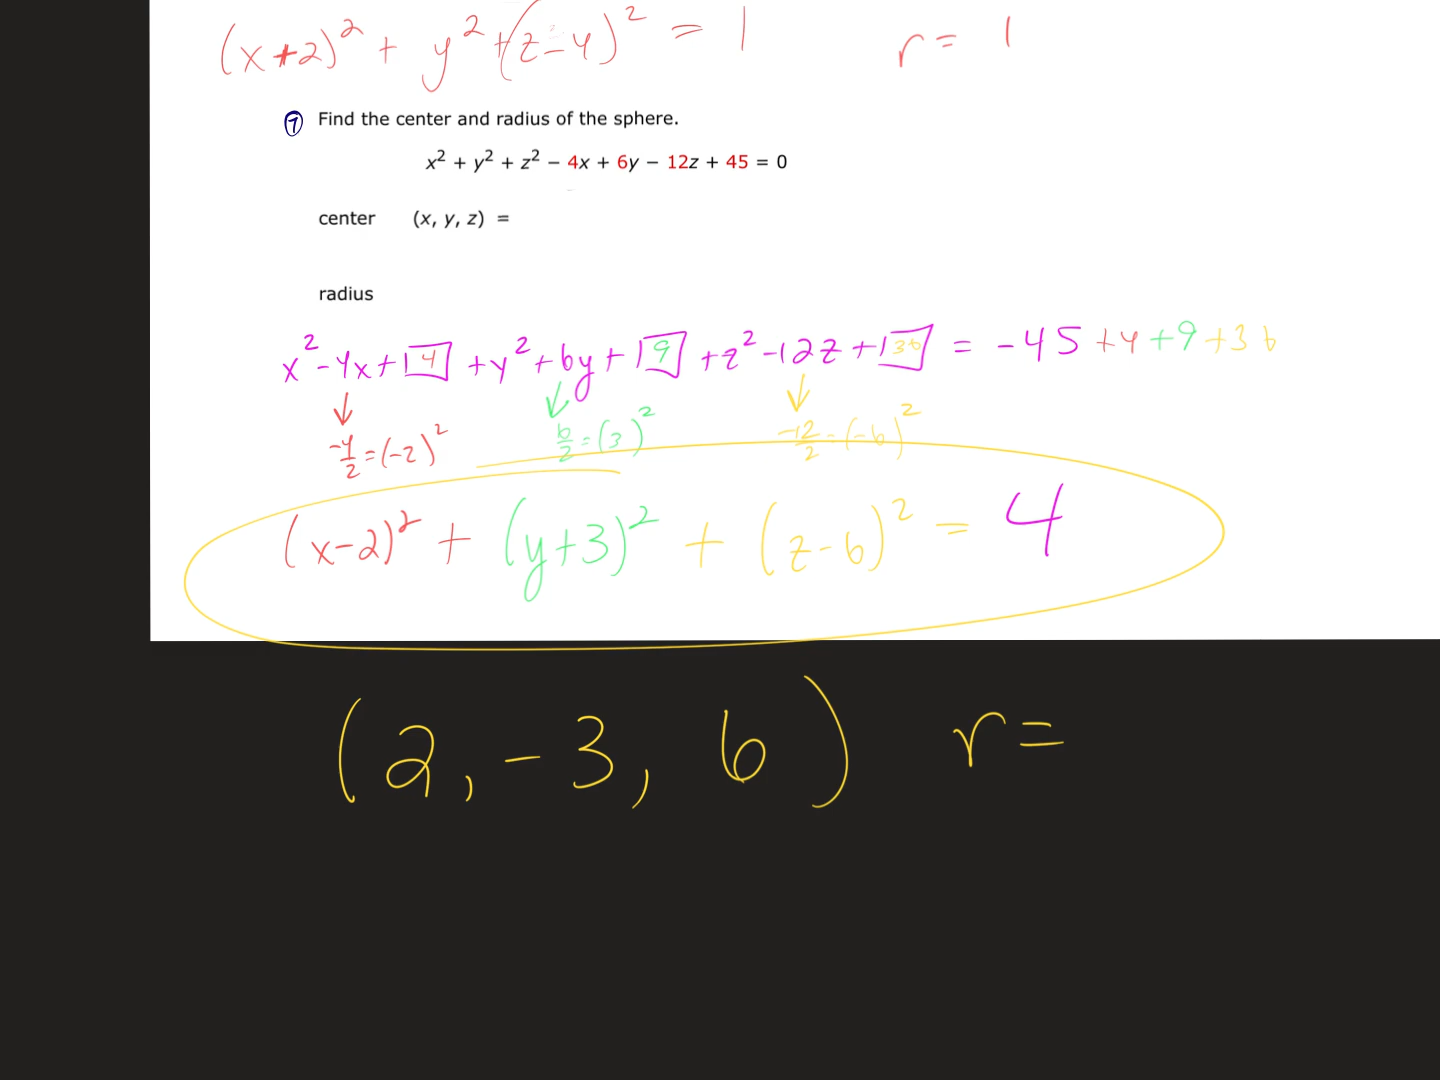 (x+2)² + y² + (z-4)² = 1 r = 1
7 Find the center and radius of the sphere.
x² + y² + z² − 4x + 6y − 12z + 45 = 0
center (x, y, z) =
radius
x² - 4x + 4 + y² + 6y + 9 + z² - 12z + 36 = -45 + 4 + 9 + 36
-4/2 = (-2)² 6/2 = (3)² -12/2 = (-6)²
(x-2)² + (y+3)² + (z-6)² = 4
(2, -3, 6) r =